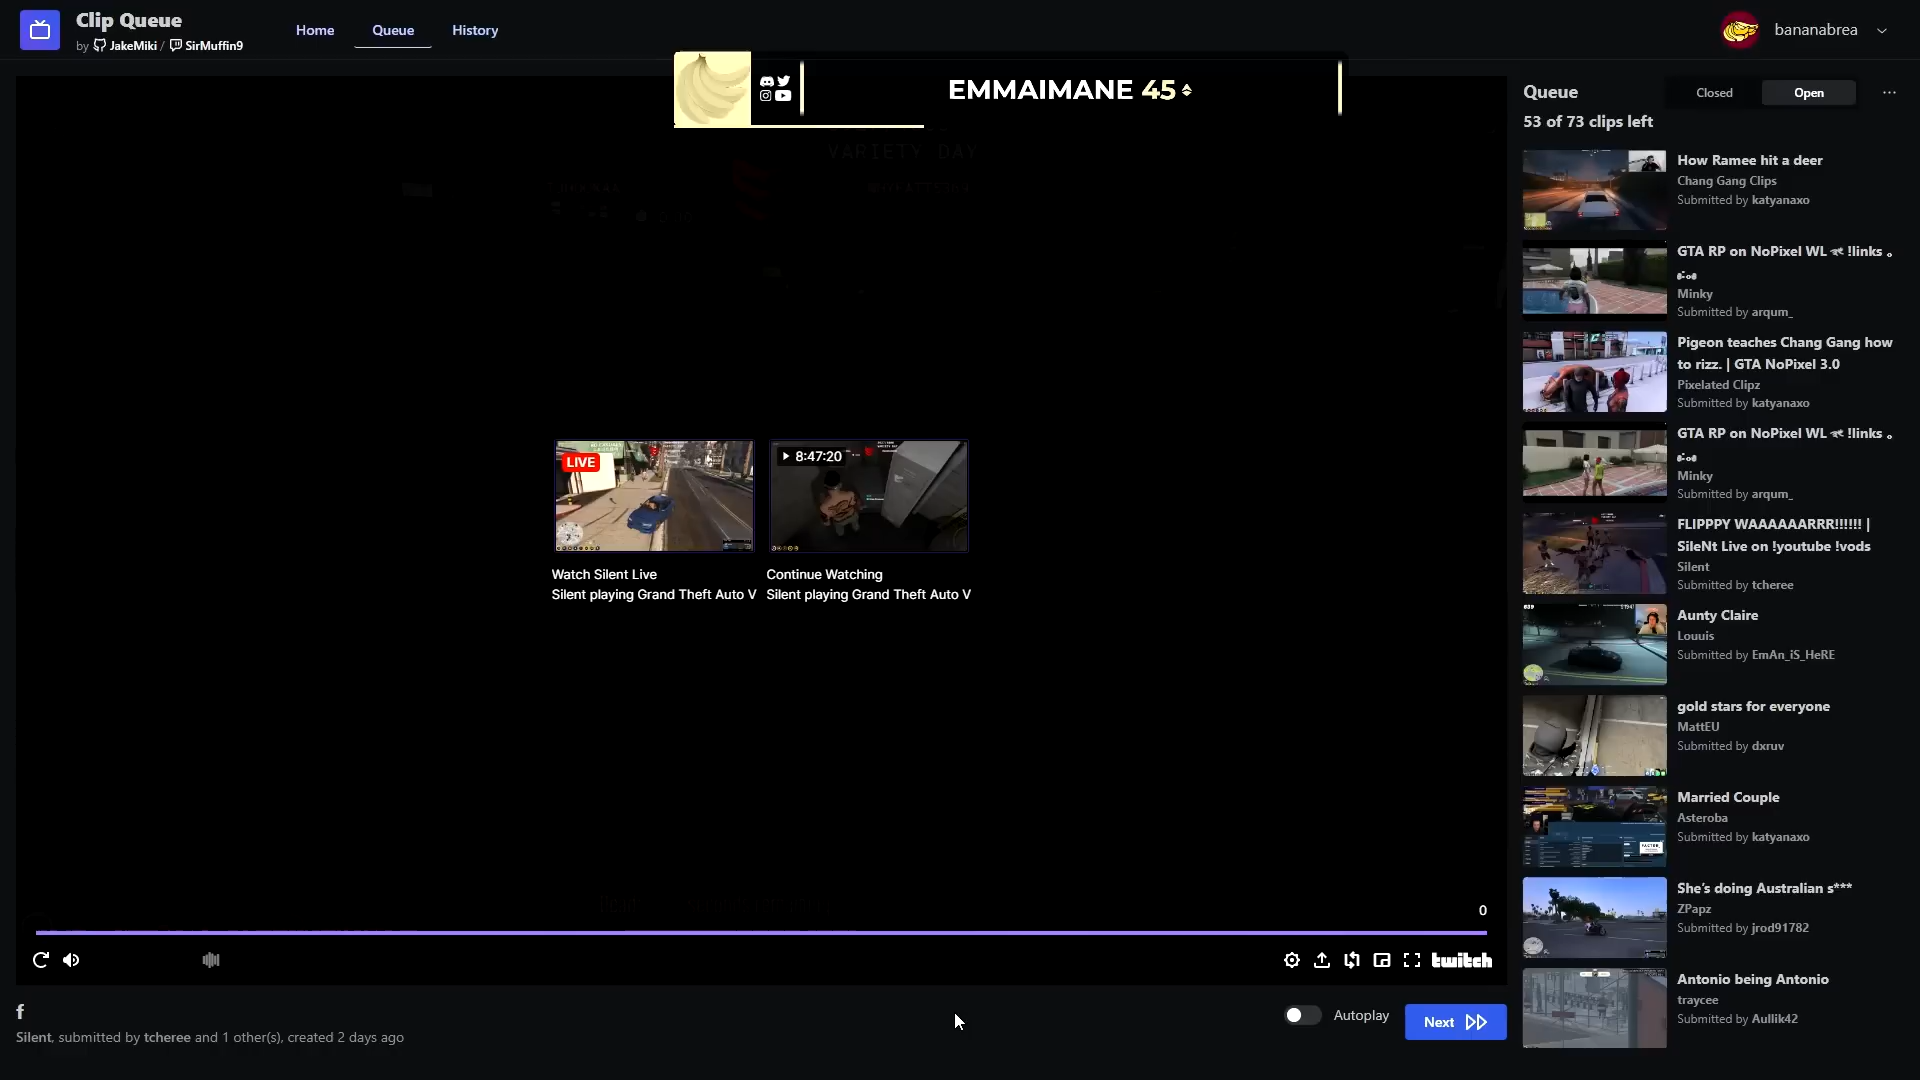 Clip Queue
by JakeMiki / SirMuffin9
Home
Queue
History
bananabrea
EMMAIMANE 45
VARIETY DAY
LIVE
8:47:20
Watch Silent Live
Silent playing Grand Theft Auto V
Continue Watching
Silent playing Grand Theft Auto V
0
twitch
f
Silent, submitted by tcheree and 1 other(s), created 2 days ago
Autoplay
Next
Queue
Closed
Open
53 of 73 clips left
How Ramee hit a deer
Chang Gang Clips
Submitted by katyanaxo
GTA RP on NoPixel WL !links 。
Minky
Submitted by arqum_
Pigeon teaches Chang Gang how
to rizz. | GTA NoPixel 3.0
Pixelated Clipz
Submitted by katyanaxo
GTA RP on NoPixel WL !links 。
Minky
Submitted by arqum_
FLIPPPY WAAAAAARRR!!!!!! |
SileNt Live on !youtube !vods
Silent
Submitted by tcheree
Aunty Claire
Louuis
Submitted by EmAn_iS_HeRE
gold stars for everyone
MattEU
Submitted by dxruv
Married Couple
Asteroba
Submitted by katyanaxo
She's doing Australian s***
ZPapz
Submitted by jrod91782
Antonio being Antonio
traycee
Submitted by Aullik42